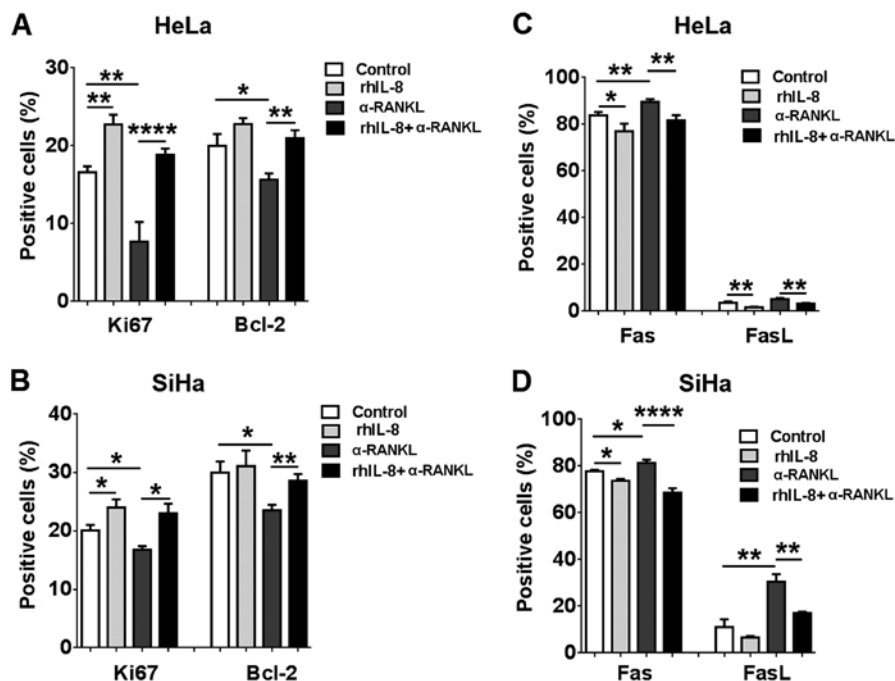 A
HeLa
Positive cells (%)
30
20
10
0
**
**
****
*
**
Ki67
Bcl-2
Control
rhIL-8
α-RANKL
rhIL-8+α-RANKL
B
SiHa
Positive cells (%)
40
30
20
10
0
*
*
*
*
**
Ki67
Bcl-2
Control
rhIL-8
α-RANKL
rhIL-8+α-RANKL
C
HeLa
Positive cells (%)
100
80
60
40
20
0
**
**
*
**
**
Fas
FasL
Control
rhIL-8
α-RANKL
rhIL-8+α-RANKL
D
SiHa
Positive cells (%)
100
80
60
40
20
0
****
*
*
**
**
Fas
FasL
Control
rhIL-8
α-RANKL
rhIL-8+α-RANKL